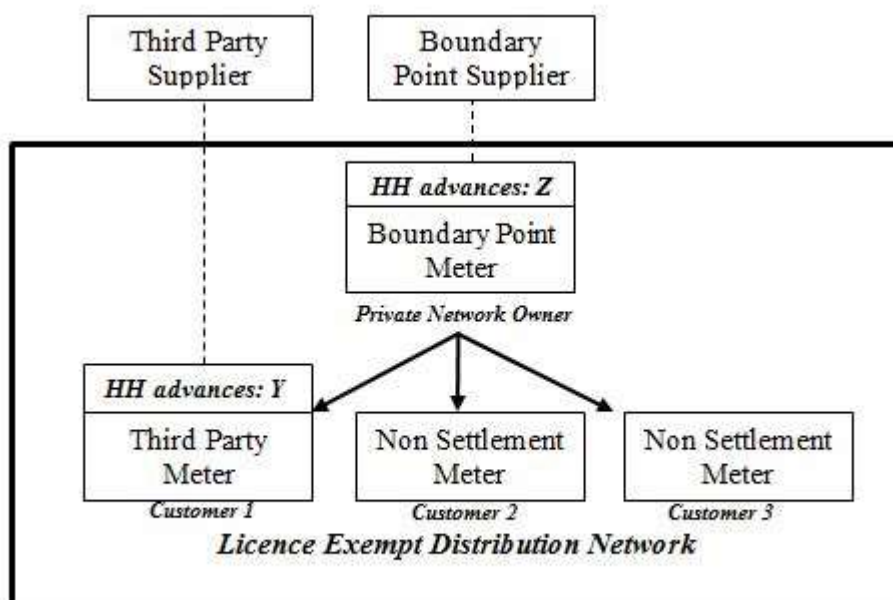 Third Party
Supplier
Boundary
Point Supplier
HH advances: Z
Boundary Point
Meter
Private Network Owner
HH advances: Y
Third Party
Meter
Customer 1
Non Settlement
Meter
Customer 2
Non Settlement
Meter
Customer 3
Licence Exempt Distribution Network